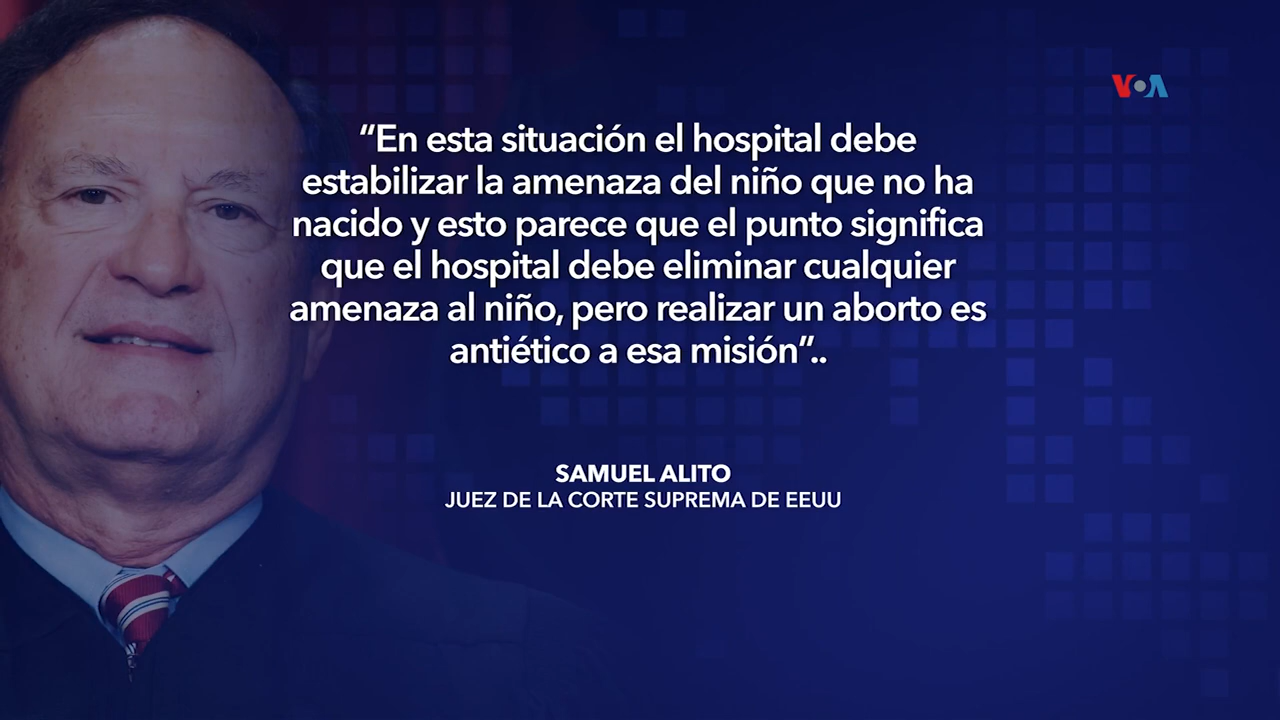 VOA
“En esta situación el hospital debe
estabilizar la amenaza del niño que no ha
nacido y esto parece que el punto significa
que el hospital debe eliminar cualquier
amenaza al niño, pero realizar un aborto es
antiético a esa misión”..
SAMUEL ALITO
JUEZ DE LA CORTE SUPREMA DE EEUU